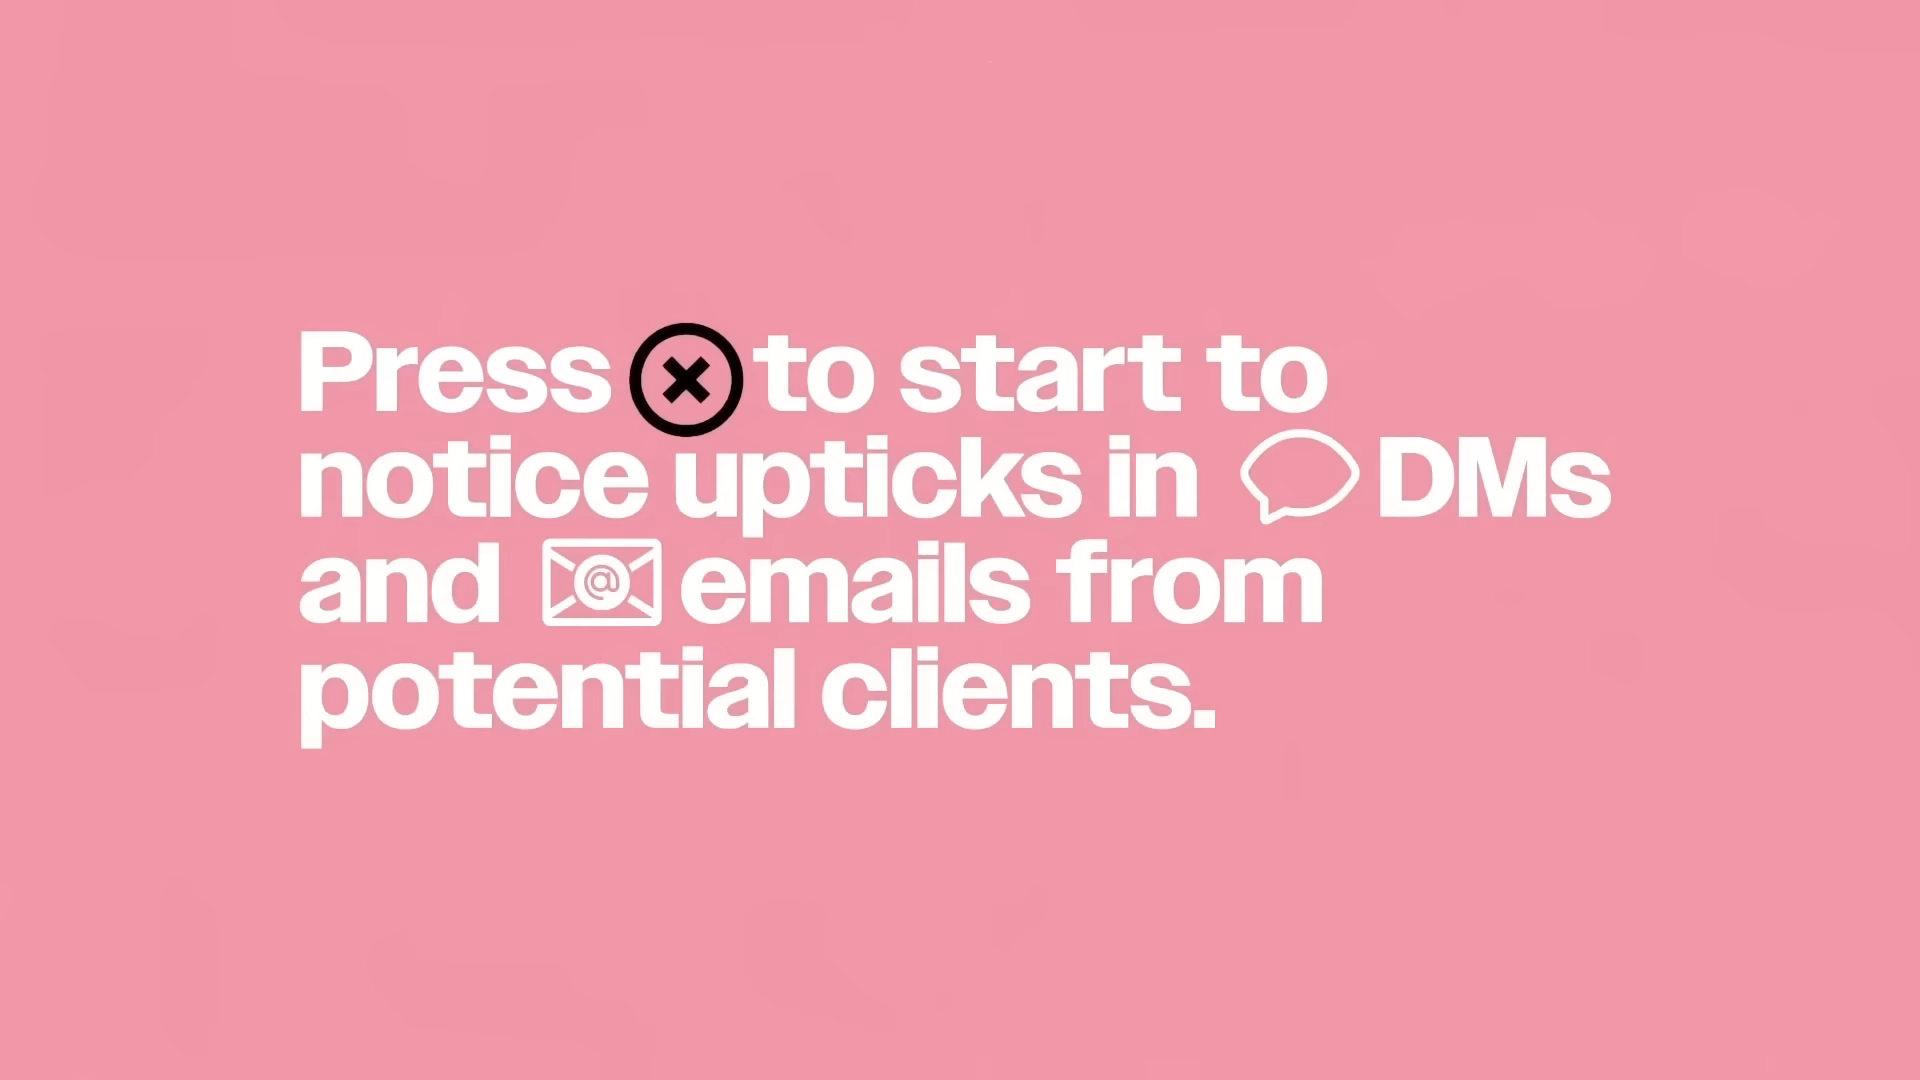 Press to start to
notice upticks in DMs
and @ emails from
potential clients.